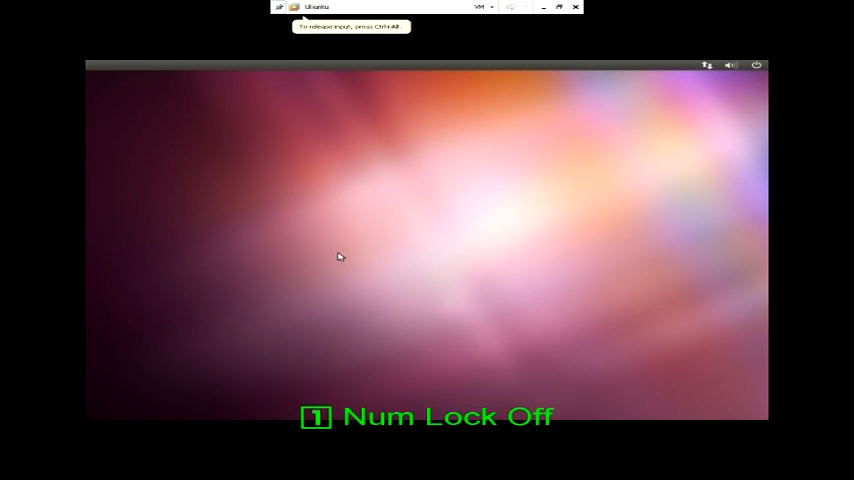 Ubuntu
VM
To release input, press Ctrl+Alt.
1 Num Lock Off